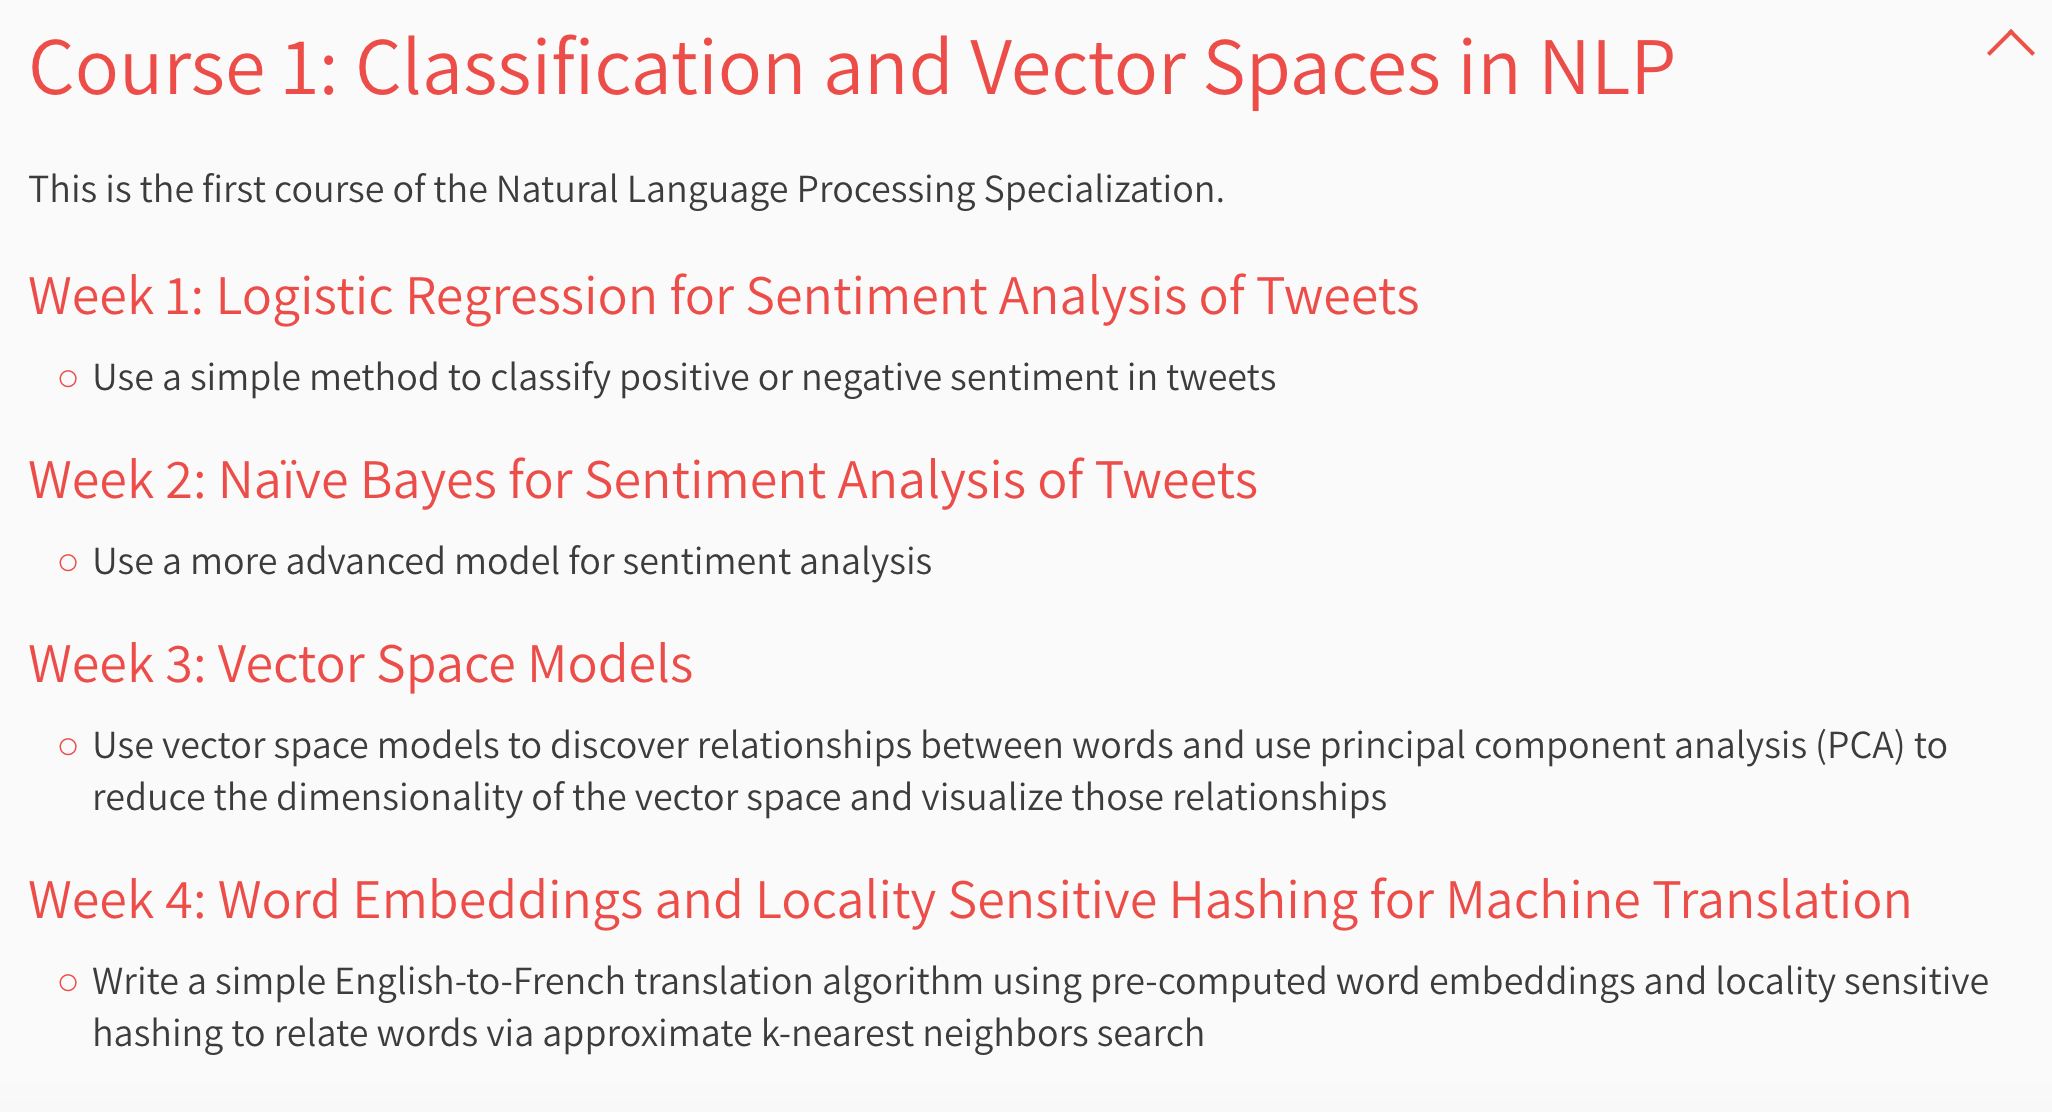 Course 1: Classification and Vector Spaces in NLP
This is the first course of the Natural Language Processing Specialization.
Week 1: Logistic Regression for Sentiment Analysis of Tweets
○ Use a simple method to classify positive or negative sentiment in tweets
Week 2: Naïve Bayes for Sentiment Analysis of Tweets
○ Use a more advanced model for sentiment analysis
Week 3: Vector Space Models
○ Use vector space models to discover relationships between words and use principal component analysis (PCA) to
reduce the dimensionality of the vector space and visualize those relationships
Week 4: Word Embeddings and Locality Sensitive Hashing for Machine Translation
○ Write a simple English-to-French translation algorithm using pre-computed word embeddings and locality sensitive
hashing to relate words via approximate k-nearest neighbors search